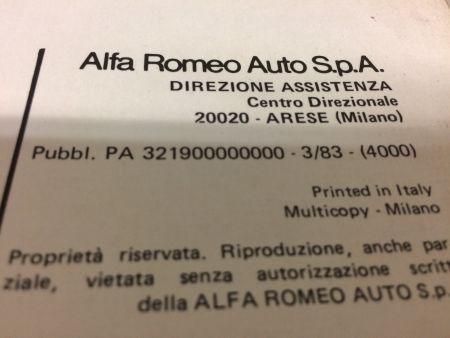 Alfa Romeo Auto S.p.A.
DIREZIONE ASSISTENZA
Centro Direzionale
20020 - ARESE (Milano)
Pubbl. PA 321900000000 - 3/83 - (4000)
Printed in Italy
Multicopy - Milano
Proprietà riservata. Riproduzione, anche par
ziale, vietata senza autorizzazione scritt
della ALFA ROMEO AUTO S.p.